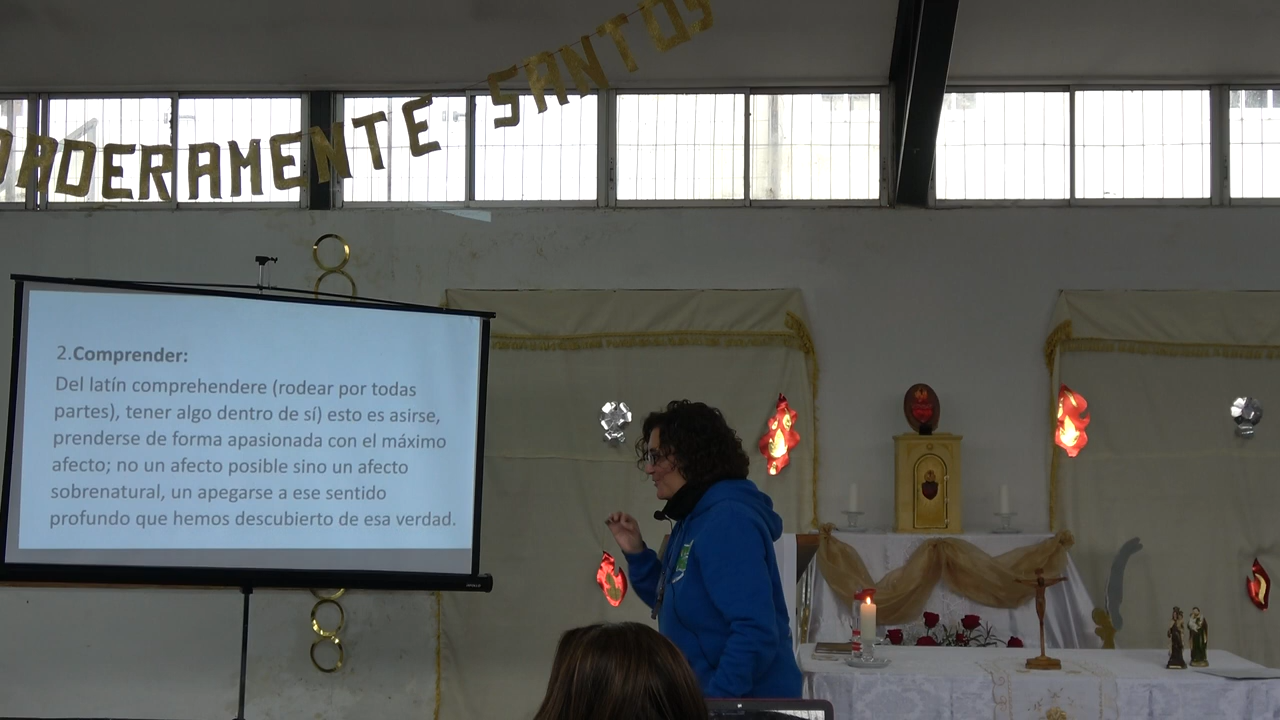 ORDERAMENTE SANTOS
2.Comprender:
Del latín comprehendere (rodear por todas
partes), tener algo dentro de sí) esto es asirse,
prenderse de forma apasionada con el máximo
afecto; no un afecto posible sino un afecto
sobrenatural, un apegarse a ese sentido
profundo que hemos descubierto de esa verdad.